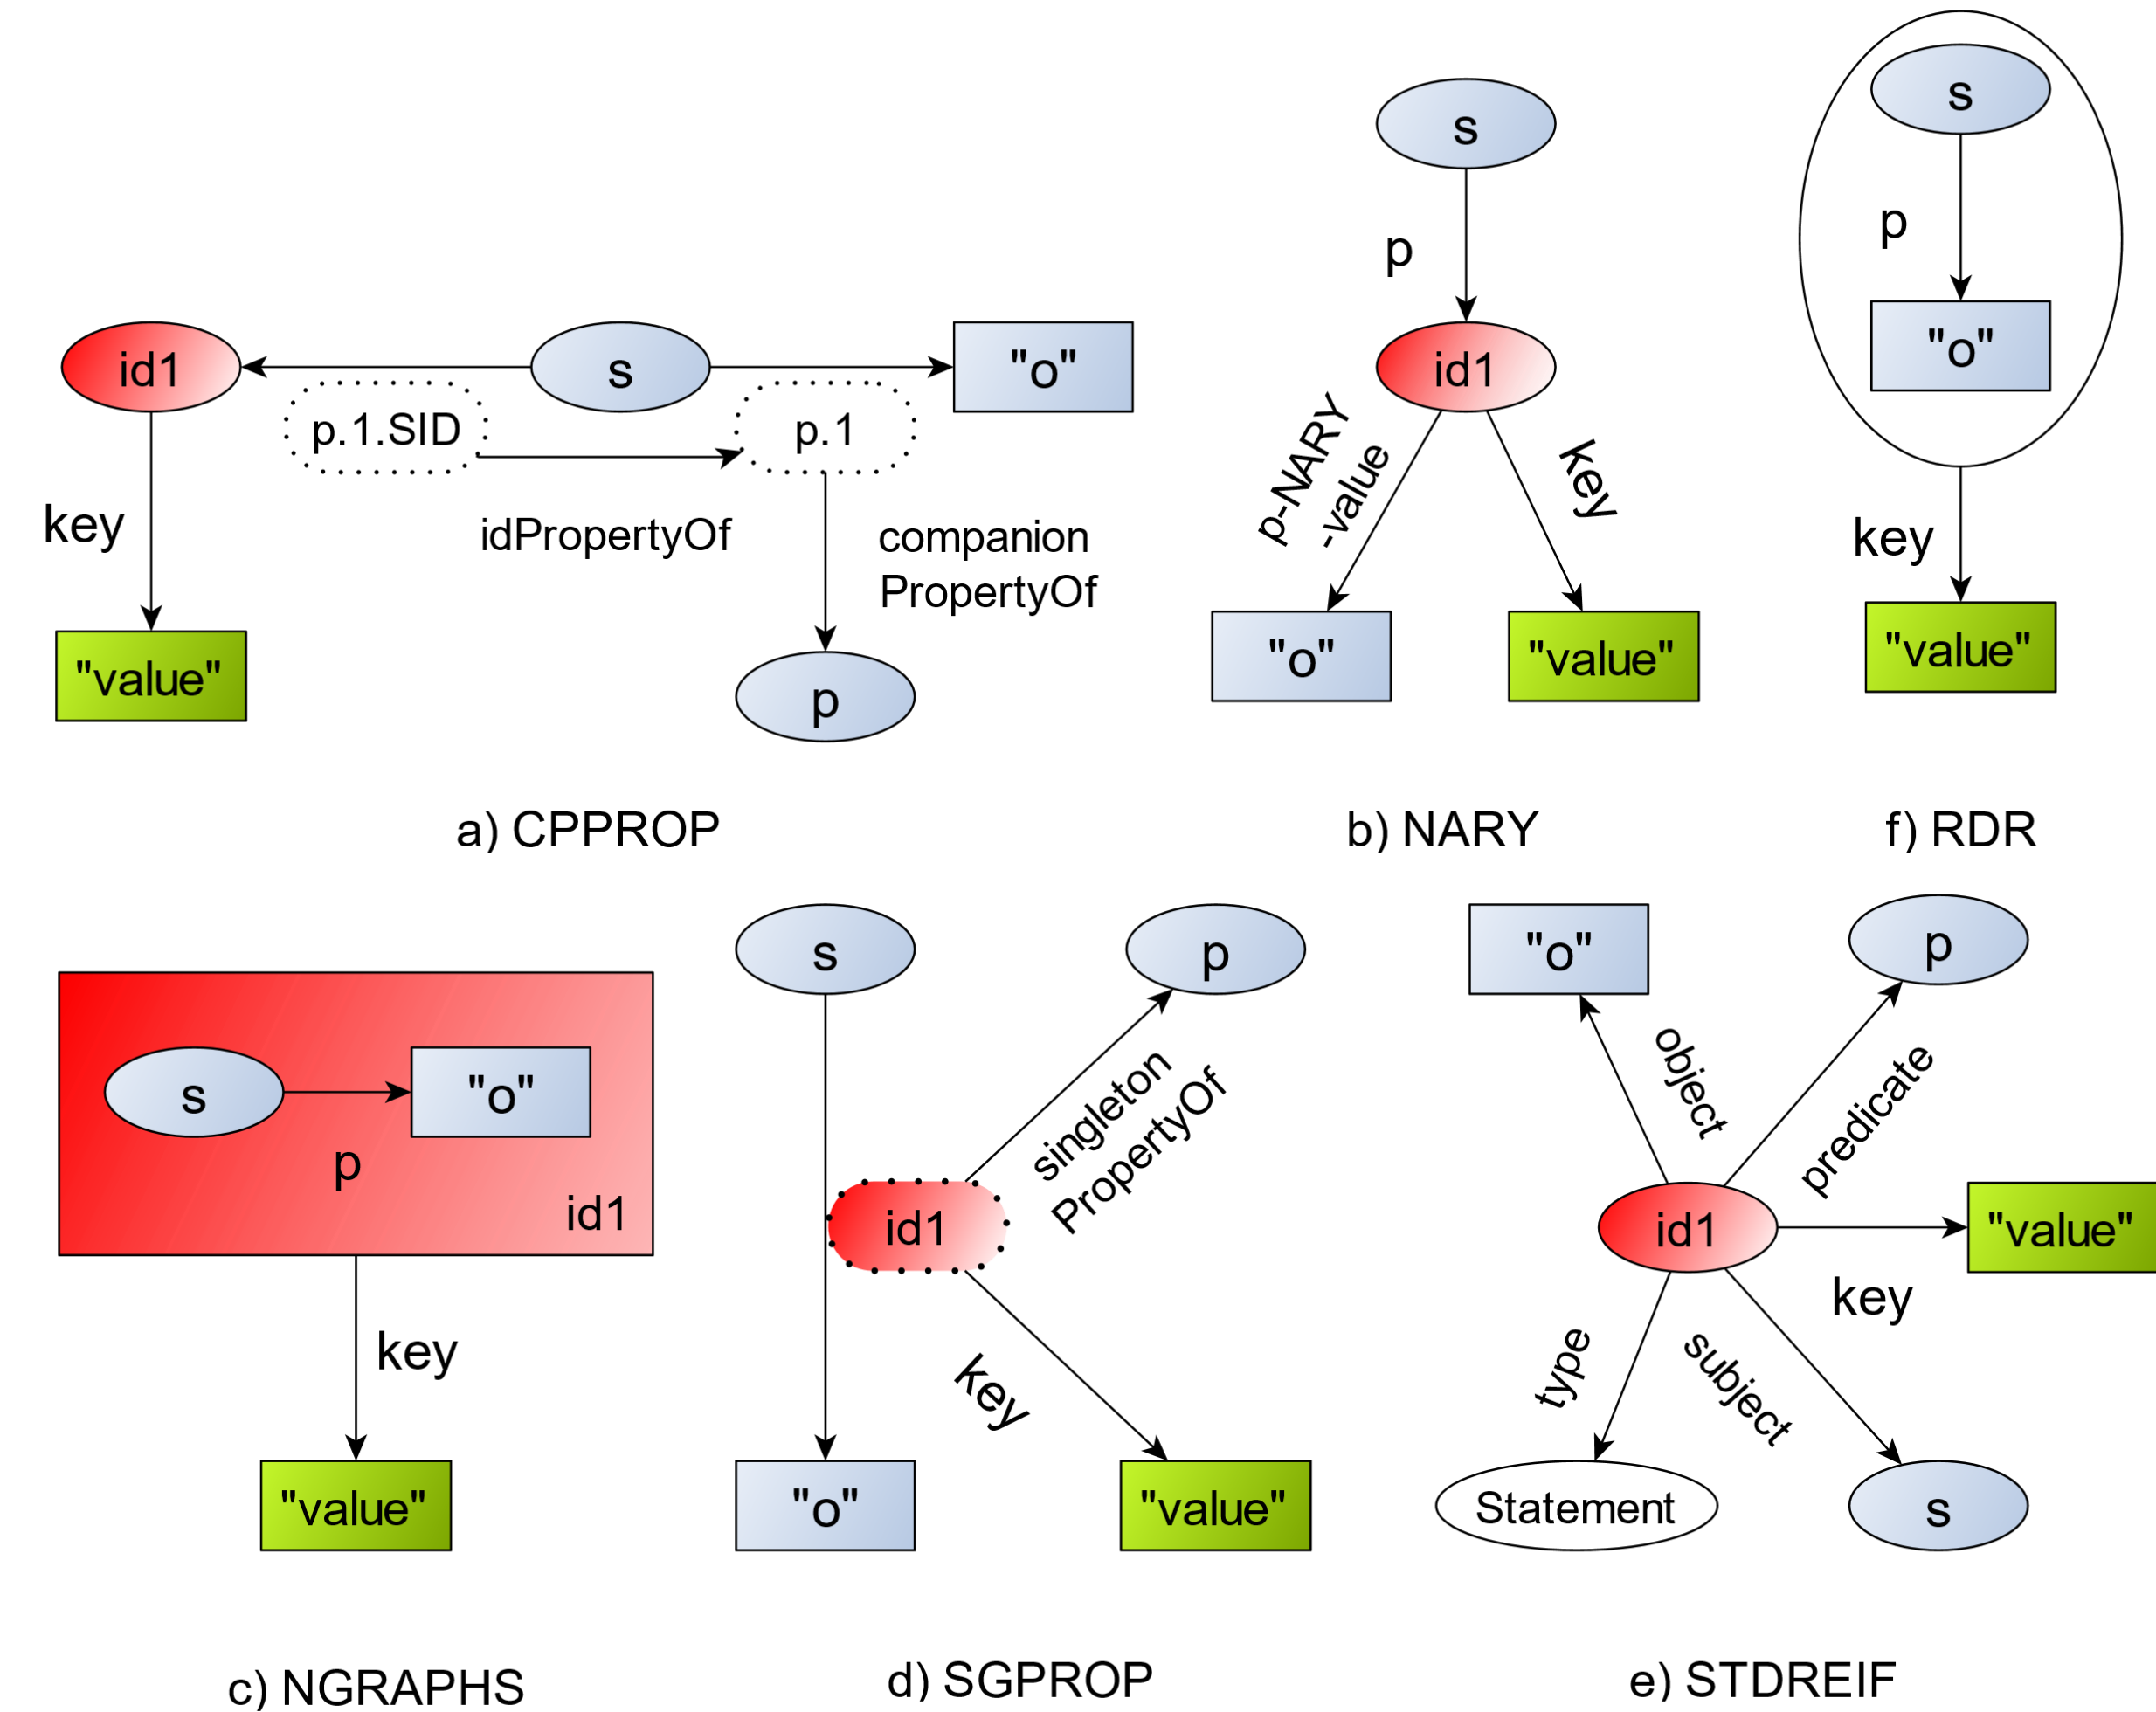 id1
s
"o"
p.1.SID
p.1
key
idPropertyOf
companion
PropertyOf
"value"
p
a) CPPROP
s
p
id1
p-NARY
-value
key
"o"
"value"
b) NARY
s
p
"o"
key
"value"
f) RDR
s
"o"
p
id1
key
"value"
c) NGRAPHS
s
p
singleton
PropertyOf
id1
key
"o"
"value"
d) SGPROP
"o"
p
object
predicate
id1
"value"
key
type
subject
Statement
s
e) STDREIF